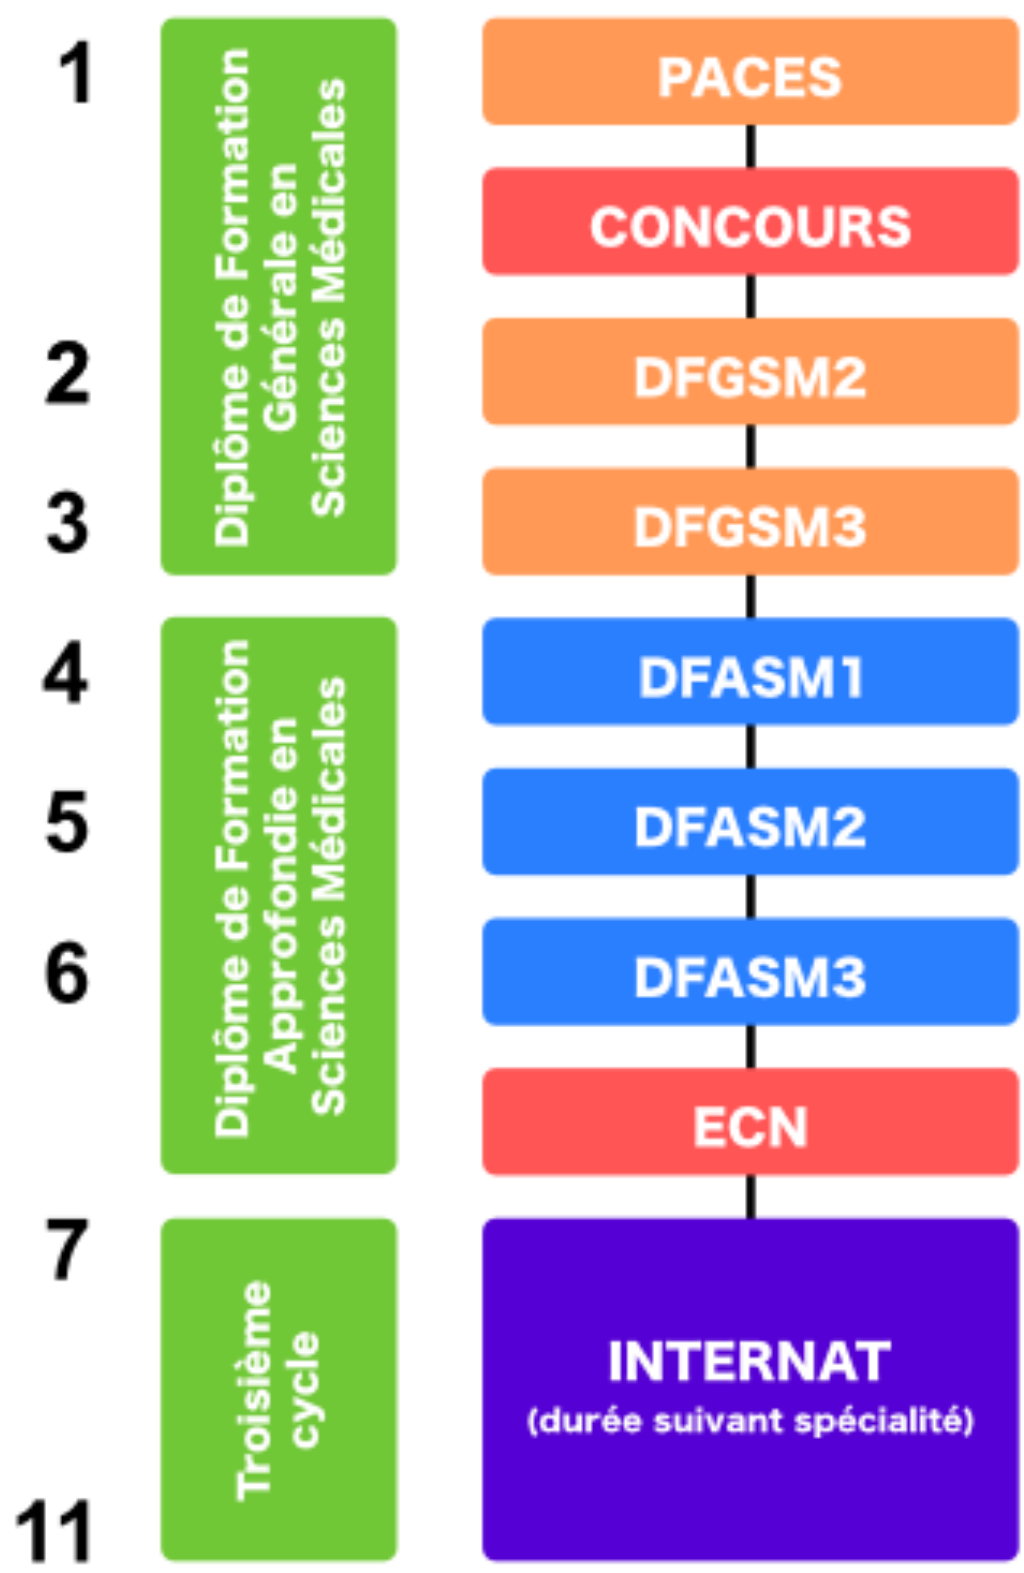 1
Diplôme de Formation
Générale en
Sciences Médicales
PACES
CONCOURS
2
DFGSM2
3
DFGSM3
4
Diplôme de Formation
Approfondie en
Sciences Médicales
DFASM1
5
DFASM2
6
DFASM3
ECN
7
Troisième
cycle
INTERNAT
(durée suivant spécialité)
11